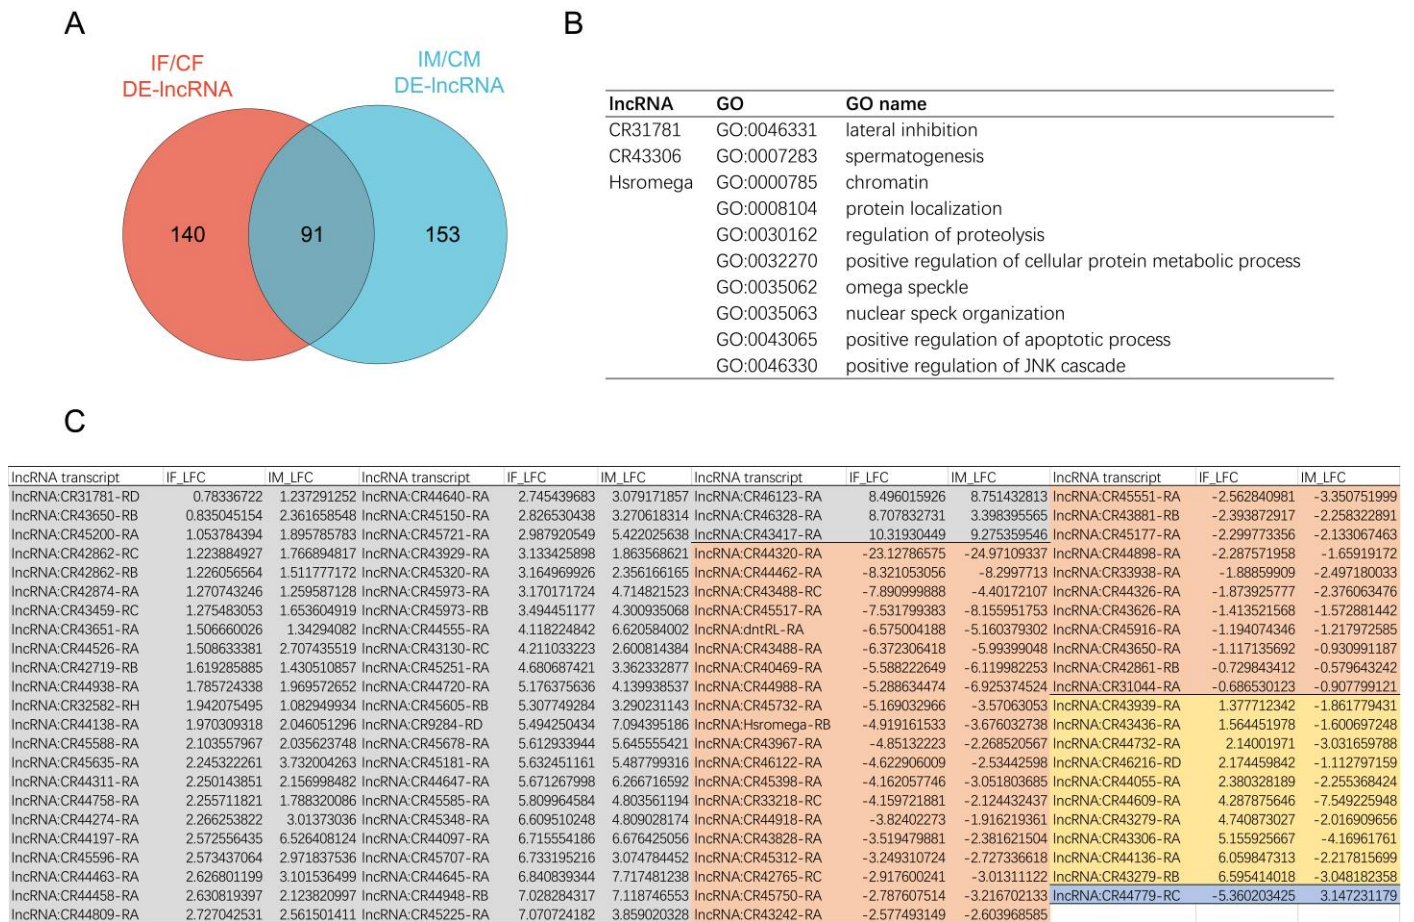 A
B
IF/CF
DE-lncRNA
IM/CM
DE-lncRNA
140
91
153
lncRNA GO GO name
CR31781 GO:0046331 lateral inhibition
CR43306 GO:0007283 spermatogenesis
Hsromega GO:0000785 chromatin
GO:0008104 protein localization
GO:0030162 regulation of proteolysis
GO:0032270 positive regulation of cellular protein metabolic process
GO:0035062 omega speckle
GO:0035063 nuclear speck organization
GO:0043065 positive regulation of apoptotic process
GO:0046330 positive regulation of JNK cascade
C
lncRNA transcript IF_LFC IM_LFC lncRNA transcript IF_LFC IM_LFC lncRNA transcript IF_LFC IM_LFC lncRNA transcript IF_LFC IM_LFC
lncRNA:CR31781-RD 0.78336722 1.237291252 lncRNA:CR44640-RA 2.745439683 3.079171857 lncRNA:CR46123-RA 8.496015926 8.751432813 lncRNA:CR45551-RA -2.562840981 -3.350751999
lncRNA:CR43650-RB 0.835045154 2.361658548 lncRNA:CR45150-RA 2.826530438 3.270618314 lncRNA:CR46328-RA 8.707832731 3.398395565 lncRNA:CR43881-RB -2.393872917 -2.258322891
lncRNA:CR45200-RA 1.053784394 1.895785783 lncRNA:CR45721-RA 2.987920549 5.422025638 lncRNA:CR43417-RA 10.31930449 9.275359546 lncRNA:CR45177-RA -2.299773356 -2.133067463
lncRNA:CR42862-RC 1.223884927 1.766894817 lncRNA:CR43929-RA 3.133425898 1.863568621 lncRNA:CR44320-RA -23.12786575 -24.97109337 lncRNA:CR44898-RA -2.287571958 -1.65919172
lncRNA:CR42862-RB 1.226056564 1.511777172 lncRNA:CR45320-RA 3.164969926 2.356166165 lncRNA:CR44462-RA -8.321053056 -8.2997713 lncRNA:CR33938-RA -1.88859909 -2.497180033
lncRNA:CR42874-RA 1.270743246 1.259587128 lncRNA:CR45973-RA 3.170171724 4.714821523 lncRNA:CR43488-RC -7.890999888 -4.40172107 lncRNA:CR44326-RA -1.873925777 -2.376063476
lncRNA:CR43459-RC 1.275483053 1.653604919 lncRNA:CR45973-RB 3.494451177 4.300935068 lncRNA:CR45517-RA -7.531799383 -8.155951753 lncRNA:CR43626-RA -1.413521568 -1.572881442
lncRNA:CR43651-RA 1.506660026 1.34294082 lncRNA:CR44555-RA 4.118224842 6.620584002 lncRNA:dntRL-RA -6.575004188 -5.160379302 lncRNA:CR45916-RA -1.194074346 -1.217972585
lncRNA:CR44526-RA 1.508633381 2.707435519 lncRNA:CR43130-RC 4.211033223 2.600814384 lncRNA:CR43488-RA -6.372306418 -5.99399048 lncRNA:CR43650-RA -1.117135692 -0.930991187
lncRNA:CR42719-RB 1.619285885 1.430510857 lncRNA:CR45251-RA 4.680687421 3.362332877 lncRNA:CR40469-RA -5.588222649 -6.119982253 lncRNA:CR42861-RB -0.729843412 -0.579643242
lncRNA:CR44938-RA 1.785724338 1.969572652 lncRNA:CR44720-RA 5.176375636 4.139938537 lncRNA:CR44988-RA -5.288634474 -6.925374524 lncRNA:CR31044-RA -0.686530123 -0.907799121
lncRNA:CR32582-RH 1.942075495 1.082949934 lncRNA:CR45605-RB 5.307749284 3.290231143 lncRNA:CR45732-RA -5.169032966 -3.57063053 lncRNA:CR43939-RA 1.377712342 -1.861779431
lncRNA:CR44138-RA 1.970309318 2.046051296 lncRNA:CR9284-RD 5.494250434 7.094395186 lncRNA:Hsromega-RB -4.919161533 -3.676032738 lncRNA:CR43436-RA 1.564451978 -1.600697248
lncRNA:CR45588-RA 2.103557967 2.035623748 lncRNA:CR45678-RA 5.612933944 5.645555421 lncRNA:CR43967-RA -4.85132223 -2.268520567 lncRNA:CR44732-RA 2.14001971 -3.031659788
lncRNA:CR45635-RA 2.245322261 3.732004263 lncRNA:CR45181-RA 5.632451161 5.487799316 lncRNA:CR46122-RA -4.622906009 -2.53442598 lncRNA:CR46216-RD 2.174459842 -1.112797159
lncRNA:CR44311-RA 2.250143851 2.156998482 lncRNA:CR44647-RA 5.671267998 6.266716592 lncRNA:CR45398-RA -4.162057746 -3.051803685 lncRNA:CR44055-RA 2.380328189 -2.255368424
lncRNA:CR44758-RA 2.255711821 1.788320086 lncRNA:CR45585-RA 5.809964584 4.803561194 lncRNA:CR33218-RC -4.159721881 -2.124432437 lncRNA:CR44609-RA 4.287875646 -7.549225948
lncRNA:CR44274-RA 2.266253822 3.01373036 lncRNA:CR45348-RA 6.609510248 4.809028174 lncRNA:CR44918-RA -3.82402273 -1.916219361 lncRNA:CR43279-RA 4.740873027 -2.016909656
lncRNA:CR44197-RA 2.572556435 6.526408124 lncRNA:CR44097-RA 6.715554186 6.676425056 lncRNA:CR43828-RA -3.519479881 -2.381621504 lncRNA:CR43306-RA 5.155925667 -4.16961761
lncRNA:CR45596-RA 2.573437064 2.971837536 lncRNA:CR45707-RA 6.733195216 3.074784452 lncRNA:CR45312-RA -3.249310724 -2.727336618 lncRNA:CR44136-RA 6.059847313 -2.217815699
lncRNA:CR44463-RA 2.626801199 3.101536499 lncRNA:CR44645-RA 6.840839344 7.717481238 lncRNA:CR42765-RC -2.917600241 -3.01311122 lncRNA:CR43279-RB 6.595414018 -3.048182358
lncRNA:CR44458-RA 2.630819397 2.123820997 lncRNA:CR44948-RB 7.028284317 7.118746553 lncRNA:CR45750-RA -2.787607514 -3.216702133 lncRNA:CR44779-RC -5.360203425 3.147231179
lncRNA:CR44809-RA 2.727042531 2.561501411 lncRNA:CR45225-RA 7.070724182 3.859020328 lncRNA:CR43242-RA -2.577493149 -2.603968585